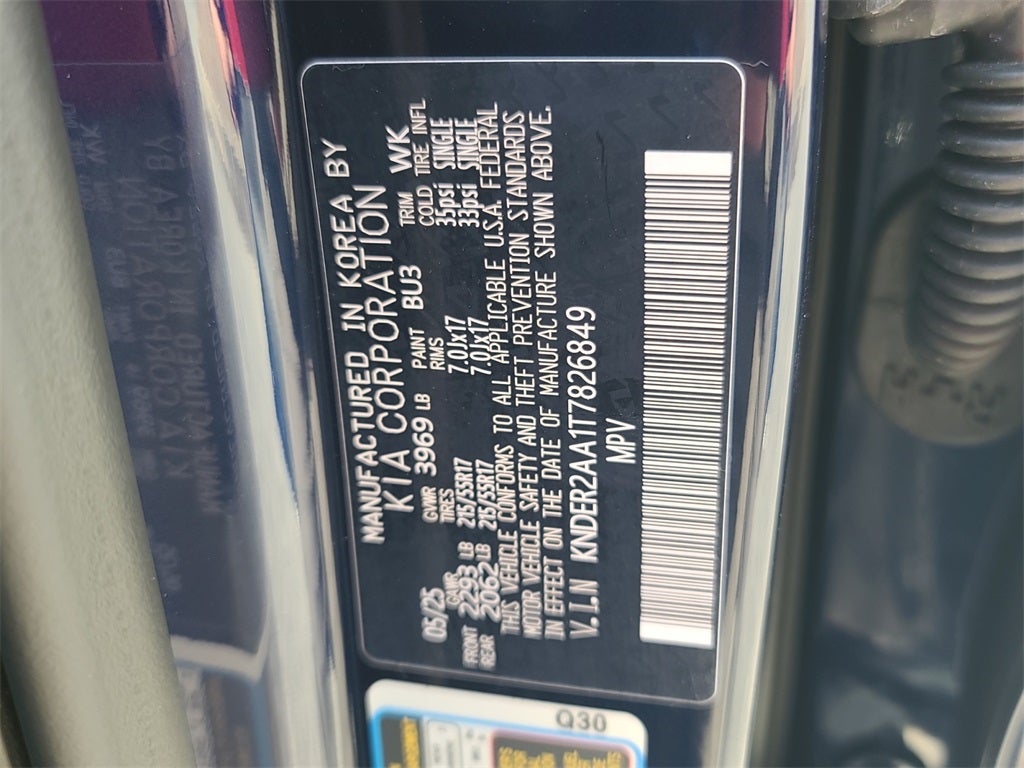 MANUFACTURED IN KOREA BY
KIA CORPORATION
05/25 GVWR 3969 LB PAINT BU3 TRIM WK
GAWR TIRES RIMS COLD TIRE INFL
FRONT 2293 LB 215/55R17 7.0Jx17 35psi SINGLE
REAR 2062 LB 215/55R17 7.0Jx17 33psi SINGLE
THIS VEHICLE CONFORMS TO ALL APPLICABLE U.S.A. FEDERAL
MOTOR VEHICLE SAFETY AND THEFT PREVENTION STANDARDS
IN EFFECT ON THE DATE OF MANUFACTURE SHOWN ABOVE.
V.I.N KNDER2AA1T7826849
MPV
Q30